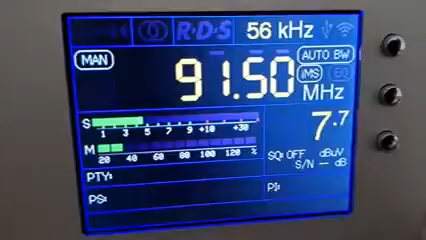 R·D·S 56 kHz
MAN 91.50 AUTO BW
iMS EQ
MHz
S 1 3 5 7 9 +10 +30
7.7
M 20 40 60 80 100 120 %
SQ: OFF dBuV
S/N -- dB
PTY:
PS: PI: